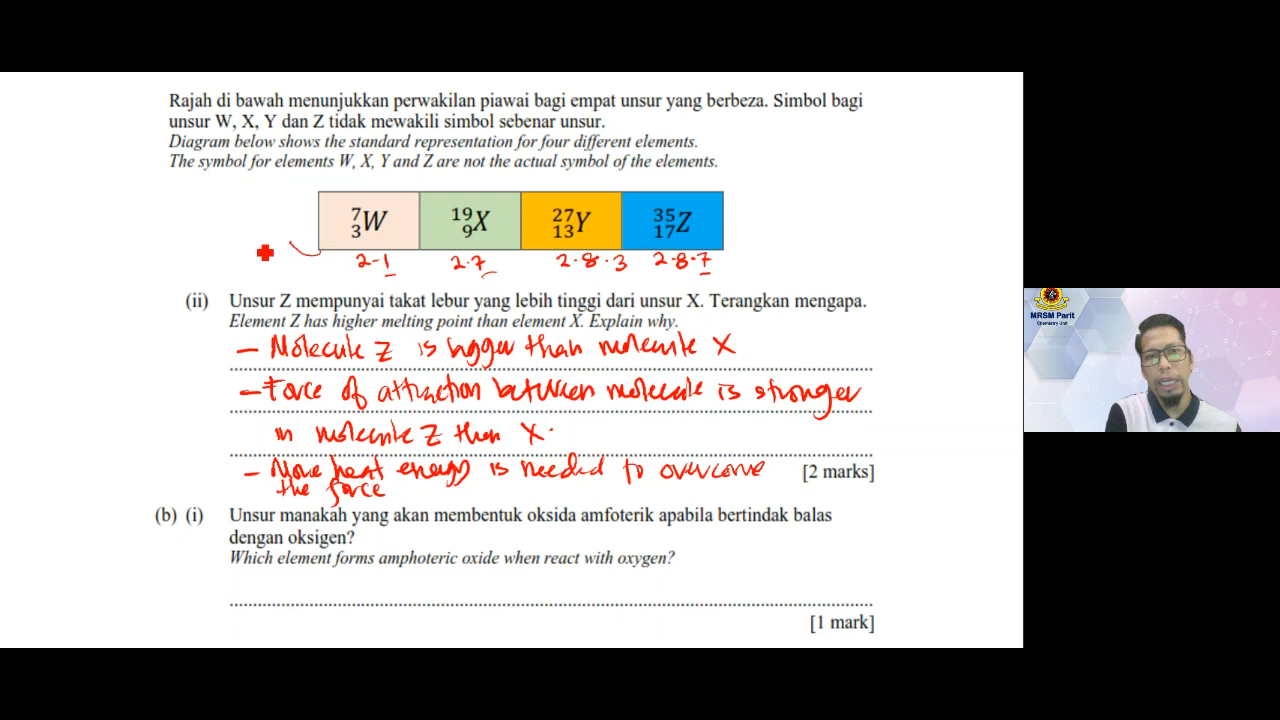 Rajah di bawah menunjukkan perwakilan piawai bagi empat unsur yang berbeza. Simbol bagi
unsur W, X, Y dan Z tidak mewakili simbol sebenar unsur.
Diagram below shows the standard representation for four different elements.
The symbol for elements W, X, Y and Z are not the actual symbol of the elements.
7 3 W 19 9 X 27 13 Y 35 17 Z
2·1 2·7 2·8·3 2·8·7
(ii) Unsur Z mempunyai takat lebur yang lebih tinggi dari unsur X. Terangkan mengapa.
Element Z has higher melting point than element X. Explain why.
- Molecule Z is bigger than molecule X
- Force of attraction between molecule is stronger
in molecule Z than X.
- More heat energy is needed to overcome [2 marks]
the force
(b) (i) Unsur manakah yang akan membentuk oksida amfoterik apabila bertindak balas
dengan oksigen?
Which element forms amphoteric oxide when react with oxygen?
[1 mark]
MRSM Parit
Chemistry Unit